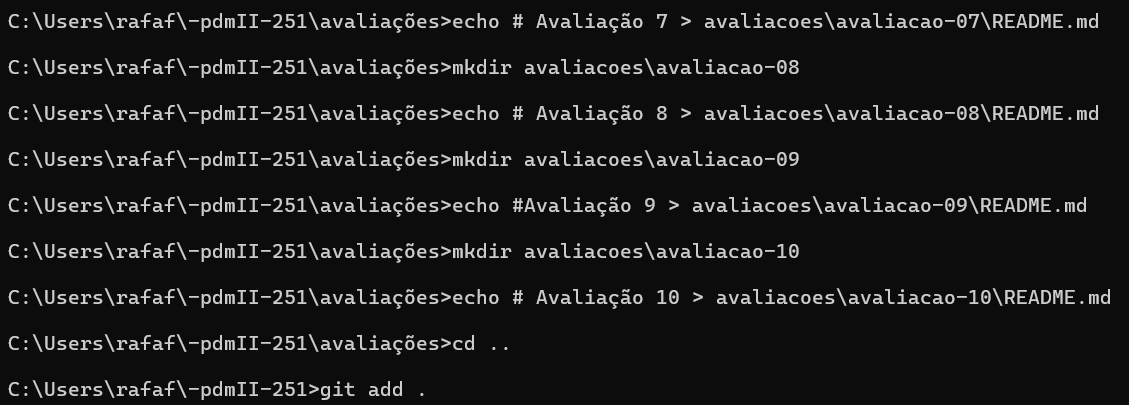 C:\Users\rafaf\-pdmII-251\avaliações>echo # Avaliação 7 > avaliacoes\avaliacao-07\README.md
C:\Users\rafaf\-pdmII-251\avaliações>mkdir avaliacoes\avaliacao-08
C:\Users\rafaf\-pdmII-251\avaliações>echo # Avaliação 8 > avaliacoes\avaliacao-08\README.md
C:\Users\rafaf\-pdmII-251\avaliações>mkdir avaliacoes\avaliacao-09
C:\Users\rafaf\-pdmII-251\avaliações>echo #Avaliação 9 > avaliacoes\avaliacao-09\README.md
C:\Users\rafaf\-pdmII-251\avaliações>mkdir avaliacoes\avaliacao-10
C:\Users\rafaf\-pdmII-251\avaliações>echo # Avaliação 10 > avaliacoes\avaliacao-10\README.md
C:\Users\rafaf\-pdmII-251\avaliações>cd ..
C:\Users\rafaf\-pdmII-251>git add .